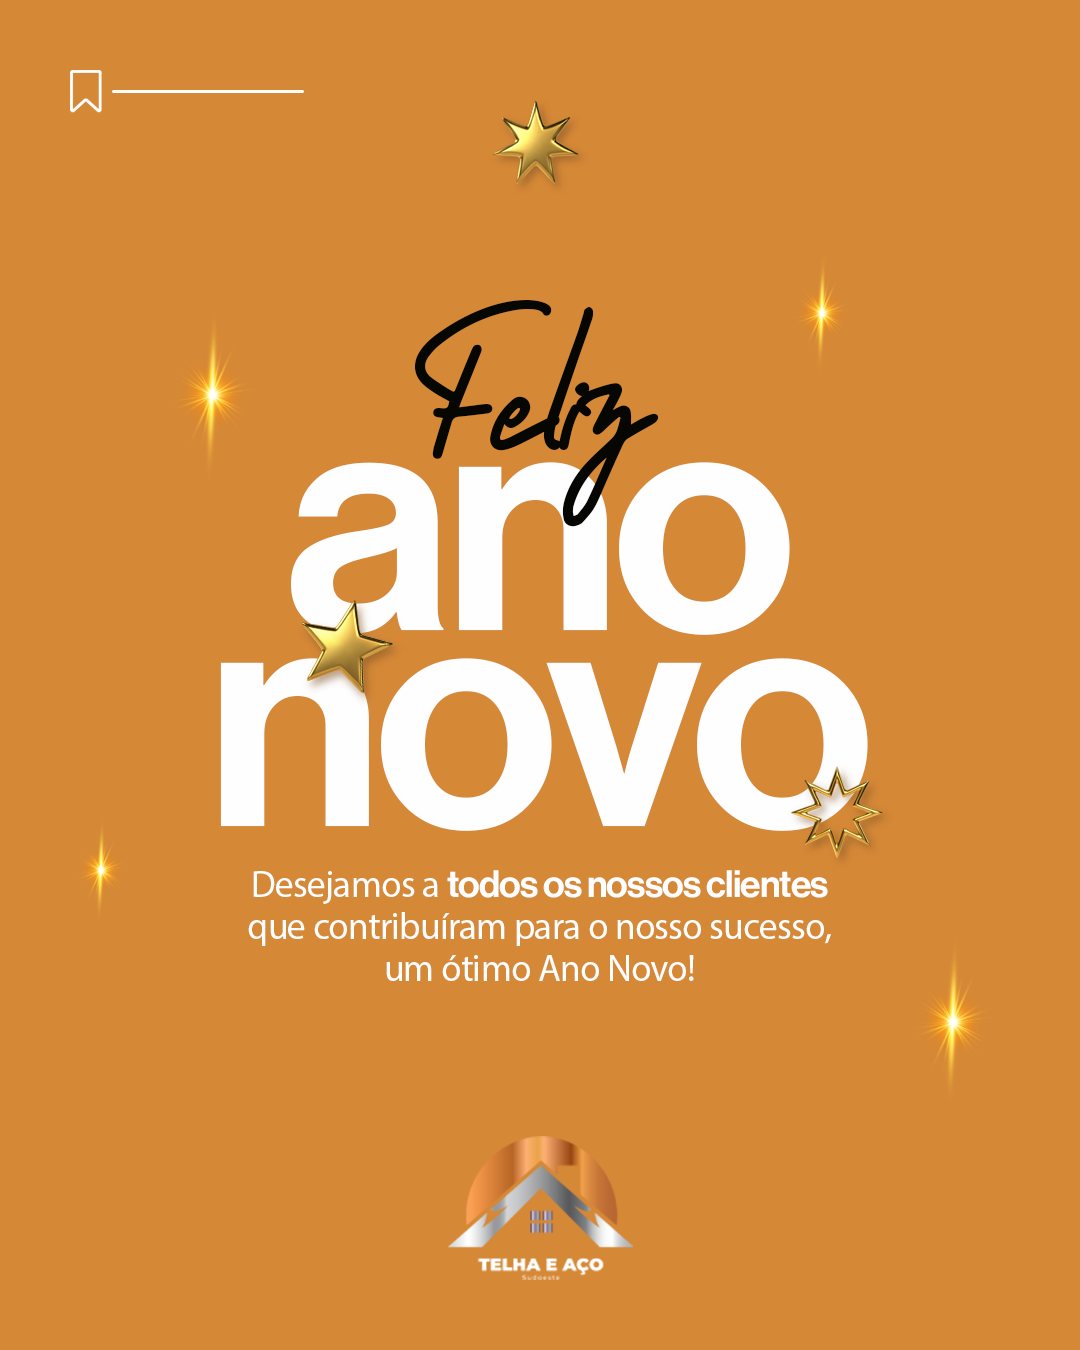 Feliz
ano
novo
Desejamos a todos os nossos clientes
que contribuíram para o nosso sucesso,
um ótimo Ano Novo!
TELHA E AÇO
Sudoeste